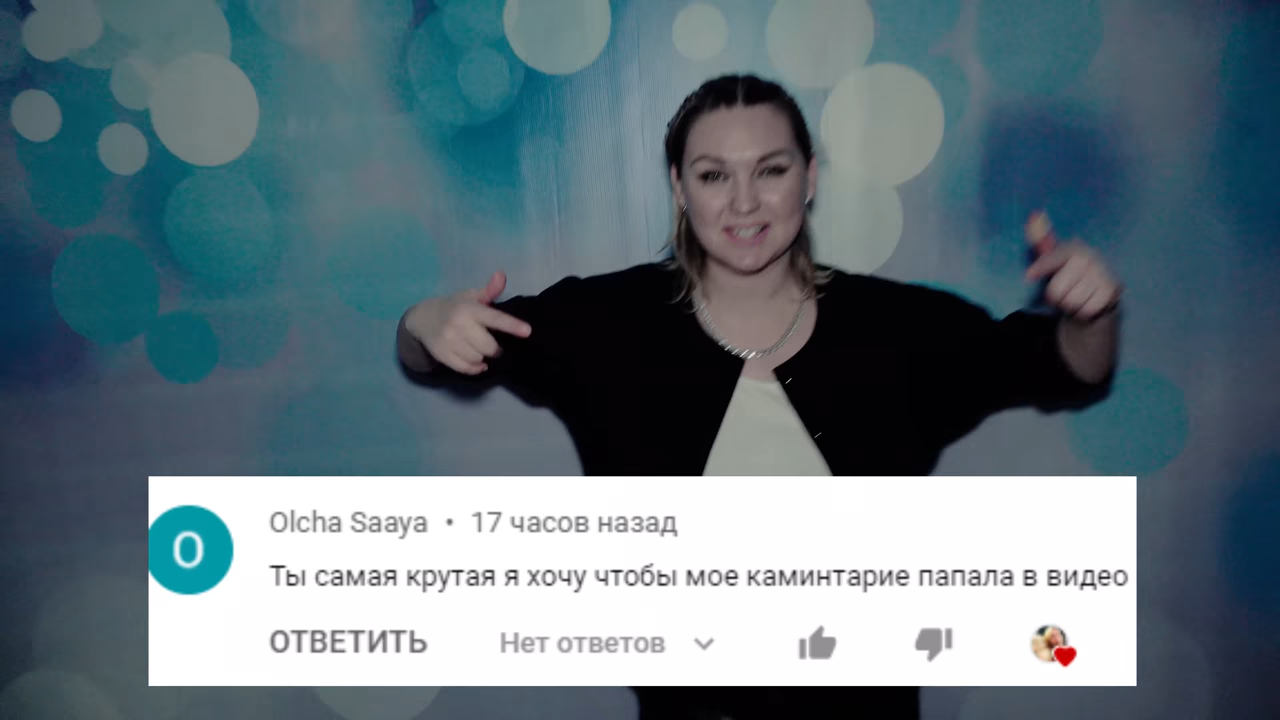 O
Olcha Saaya • 17 часов назад
Ты самая крутая я хочу чтобы мое каминтарие папала в видео
ОТВЕТИТЬ Нет ответов